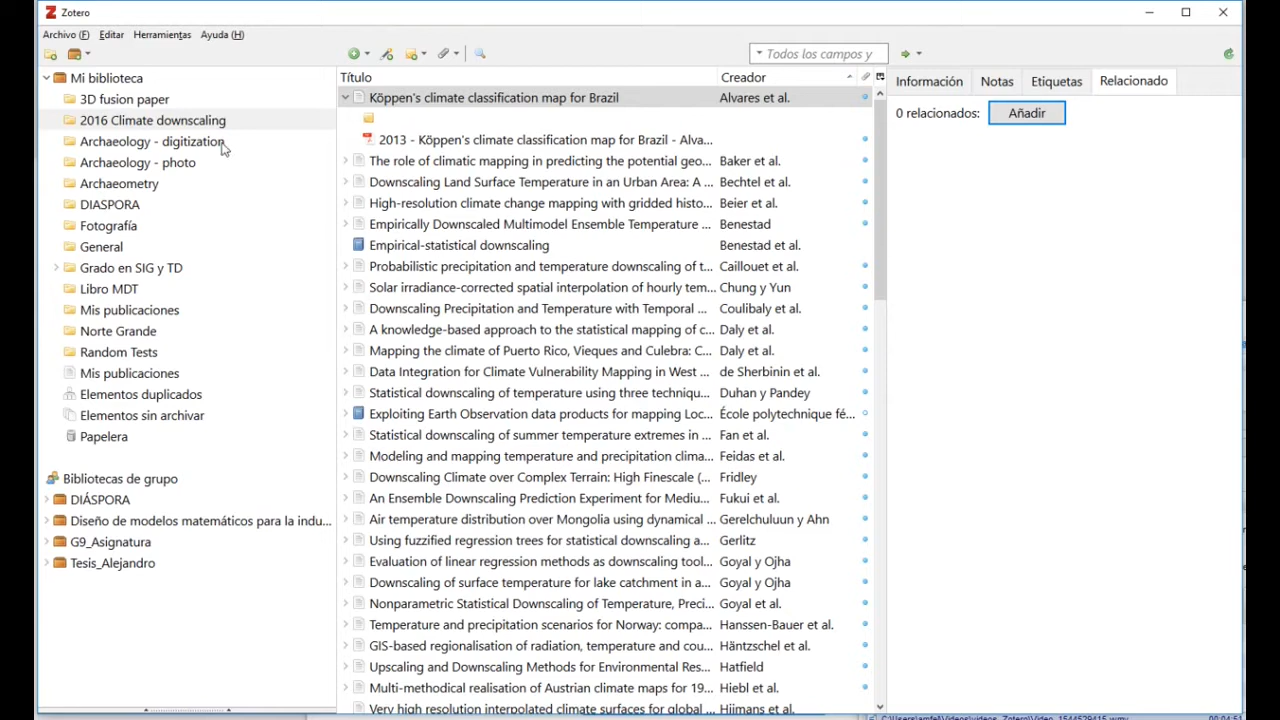 Zotero
Archivo (F) Editar Herramientas Ayuda (H)
Todos los campos y
Mi biblioteca
3D fusion paper
2016 Climate downscaling
Archaeology - digitization
Archaeology - photo
Archaeometry
DIASPORA
Fotografía
General
Grado en SIG y TD
Libro MDT
Mis publicaciones
Norte Grande
Random Tests
Mis publicaciones
Elementos duplicados
Elementos sin archivar
Papelera
Bibliotecas de grupo
DIÁSPORA
Diseño de modelos matemáticos para la indu...
G9_Asignatura
Tesis_Alejandro
Título Creador
Köppen's climate classification map for Brazil Alvares et al.
2013 - Köppen's climate classification map for Brazil - Alva...
The role of climatic mapping in predicting the potential geo... Baker et al.
Downscaling Land Surface Temperature in an Urban Area: A ... Bechtel et al.
High-resolution climate change mapping with gridded histo... Beier et al.
Empirically Downscaled Multimodel Ensemble Temperature ... Benestad
Empirical-statistical downscaling Benestad et al.
Probabilistic precipitation and temperature downscaling of t... Caillouet et al.
Solar irradiance-corrected spatial interpolation of hourly tem... Chung y Yun
Downscaling Precipitation and Temperature with Temporal ... Coulibaly et al.
A knowledge-based approach to the statistical mapping of c... Daly et al.
Mapping the climate of Puerto Rico, Vieques and Culebra: C... Daly et al.
Data Integration for Climate Vulnerability Mapping in West ... de Sherbinin et al.
Statistical downscaling of temperature using three techniqu... Duhan y Pandey
Exploiting Earth Observation data products for mapping Loc... École polytechnique fé...
Statistical downscaling of summer temperature extremes in ... Fan et al.
Modeling and mapping temperature and precipitation clima... Feidas et al.
Downscaling Climate over Complex Terrain: High Finescale (... Fridley
An Ensemble Downscaling Prediction Experiment for Mediu... Fukui et al.
Air temperature distribution over Mongolia using dynamical ... Gerelchuluun y Ahn
Using fuzzified regression trees for statistical downscaling a... Gerlitz
Evaluation of linear regression methods as downscaling tool... Goyal y Ojha
Downscaling of surface temperature for lake catchment in a... Goyal y Ojha
Nonparametric Statistical Downscaling of Temperature, Preci... Goyal et al.
Temperature and precipitation scenarios for Norway: compa... Hanssen-Bauer et al.
GIS-based regionalisation of radiation, temperature and cou... Häntzschel et al.
Upscaling and Downscaling Methods for Environmental Res... Hatfield
Multi-methodical realisation of Austrian climate maps for 19... Hiebl et al.
Very high resolution interpolated climate surfaces for global ... Hijmans et al.
Información Notas Etiquetas Relacionado
0 relacionados: Añadir